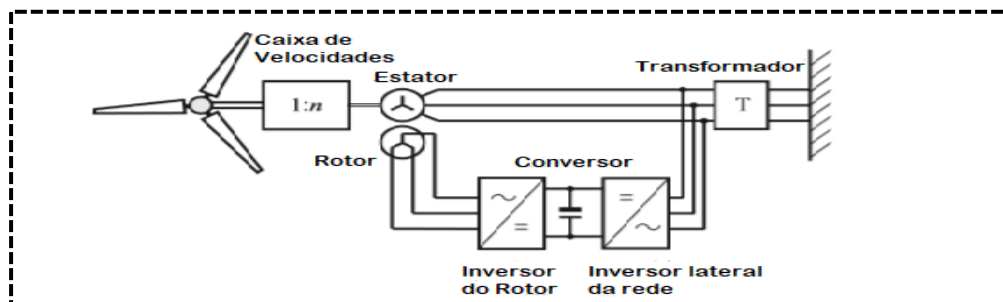 Caixa de
Velocidades
Estator
Transformador
1:n
T
Rotor
Conversor
Inversor
do Rotor
Inversor lateral
da rede